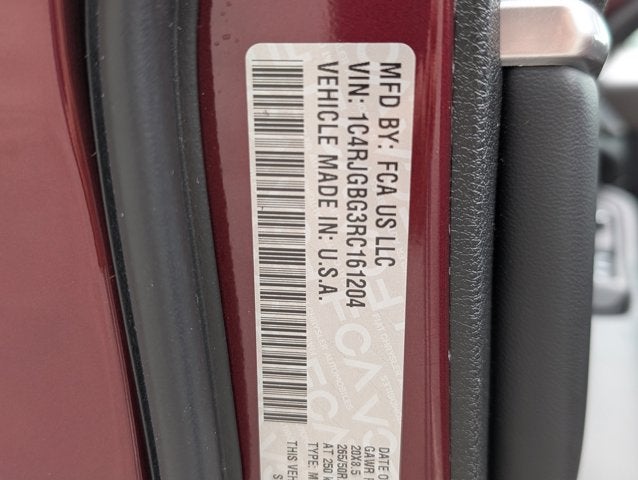 MFD BY: FCA US LLC
VIN: 1C4RJGBG3RC161204
VEHICLE MADE IN: U.S.A.
DATE O
GAWR F
20X8.5
265/50R
AT 250 k
TYPE: M
THIS VEH